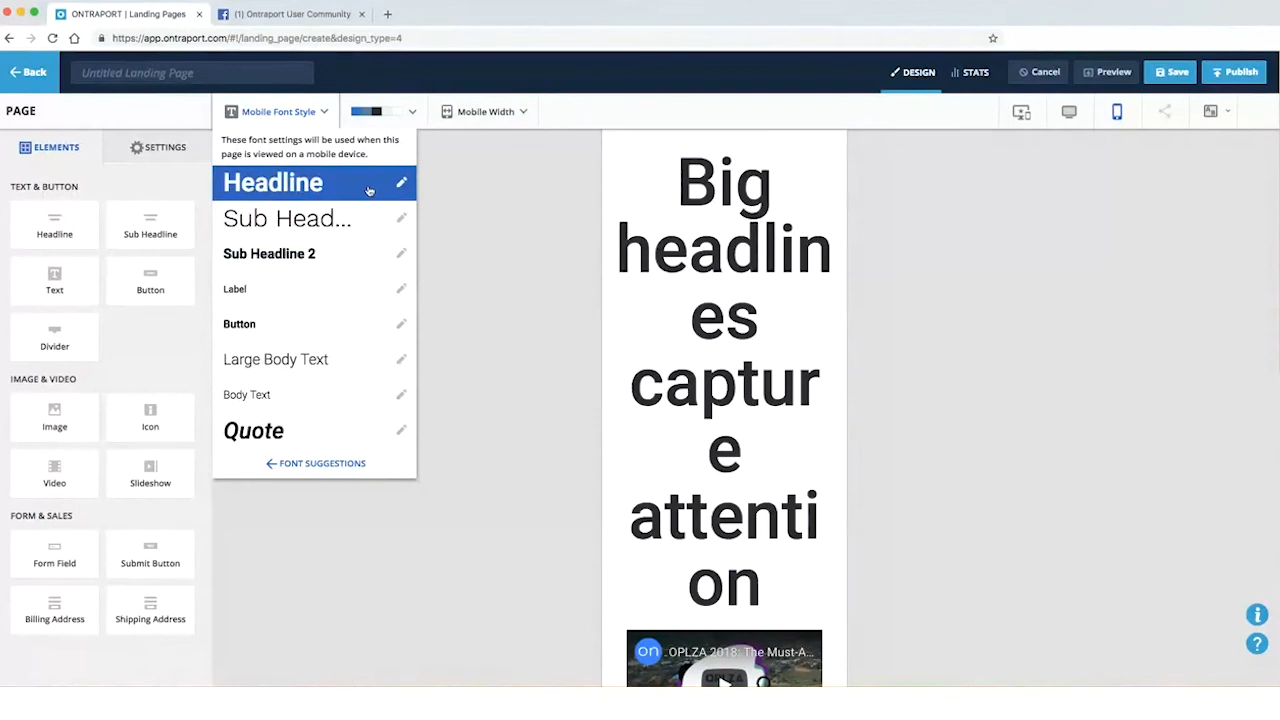 ONTRAPORT | Landing Pages
(1) Ontraport User Community
https://app.ontraport.com/#!/landing_page/create&design_type=4
Back
Untitled Landing Page
DESIGN
STATS
Cancel
Preview
Save
Publish
PAGE
Mobile Font Style
Mobile Width
ELEMENTS
SETTINGS
TEXT & BUTTON
Headline
Sub Headline
Text
Button
Divider
IMAGE & VIDEO
Image
Icon
Video
Slideshow
FORM & SALES
Form Field
Submit Button
Billing Address
Shipping Address
These font settings will be used when this
page is viewed on a mobile device.
Headline
Sub Head...
Sub Headline 2
Label
Button
Large Body Text
Body Text
Quote
FONT SUGGESTIONS
Big
headlin
es
captur
e
attenti
on
on
OPLZA 2018: The Must-A...
OPLZA